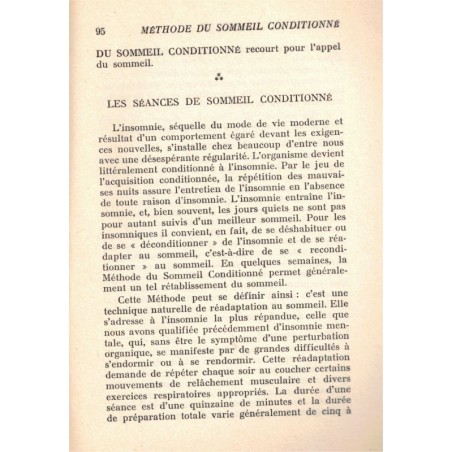 95 MÉTHODE DU SOMMEIL CONDITIONNÉ
DU SOMMEIL CONDITIONNÉ recourt pour l'appel
du sommeil.
LES SÉANCES DE SOMMEIL CONDITIONNÉ
L'insomnie, séquelle du mode de vie moderne et
résultat d'un comportement égaré devant les exigen-
ces nouvelles, s'installe chez beaucoup d'entre nous
avec une désespérante régularité. L'organisme devient
littéralement conditionné à l'insomnie. Par le jeu de
l'acquisition conditionnée, la répétition des mauvai-
ses nuits assure l'entretien de l'insomnie en l'absence
de toute raison d'insomnie. L'insomnie entraîne l'in-
somnie, et, bien souvent, les jours quiets ne sont pas
pour autant suivis d'un meilleur sommeil. Pour les
insomniques il convient, en fait, de se déshabituer ou
de se « déconditionner » de l'insomnie et de se réa-
dapter au sommeil, c'est-à-dire de se « recondi-
tionner » au sommeil. En quelques semaines, la
Méthode du Sommeil Conditionné permet générale-
ment un tel rétablissement du sommeil.
Cette Méthode peut se définir ainsi : c'est une
technique naturelle de réadaptation au sommeil. Elle
s'adresse à l'insomnie la plus répandue, celle que
nous avons qualifiée précédemment d'insomnie men-
tale, qui, sans être le symptôme d'une perturbation
organique, se manifeste par de grandes difficultés à
s'endormir ou à se rendormir. Cette réadaptation
demande de répéter chaque soir au coucher certains
mouvements de relâchement musculaire et divers
exercices respiratoires appropriés. La durée d'une
séance est d'une quinzaine de minutes et la durée
de préparation totale varie généralement de cinq à